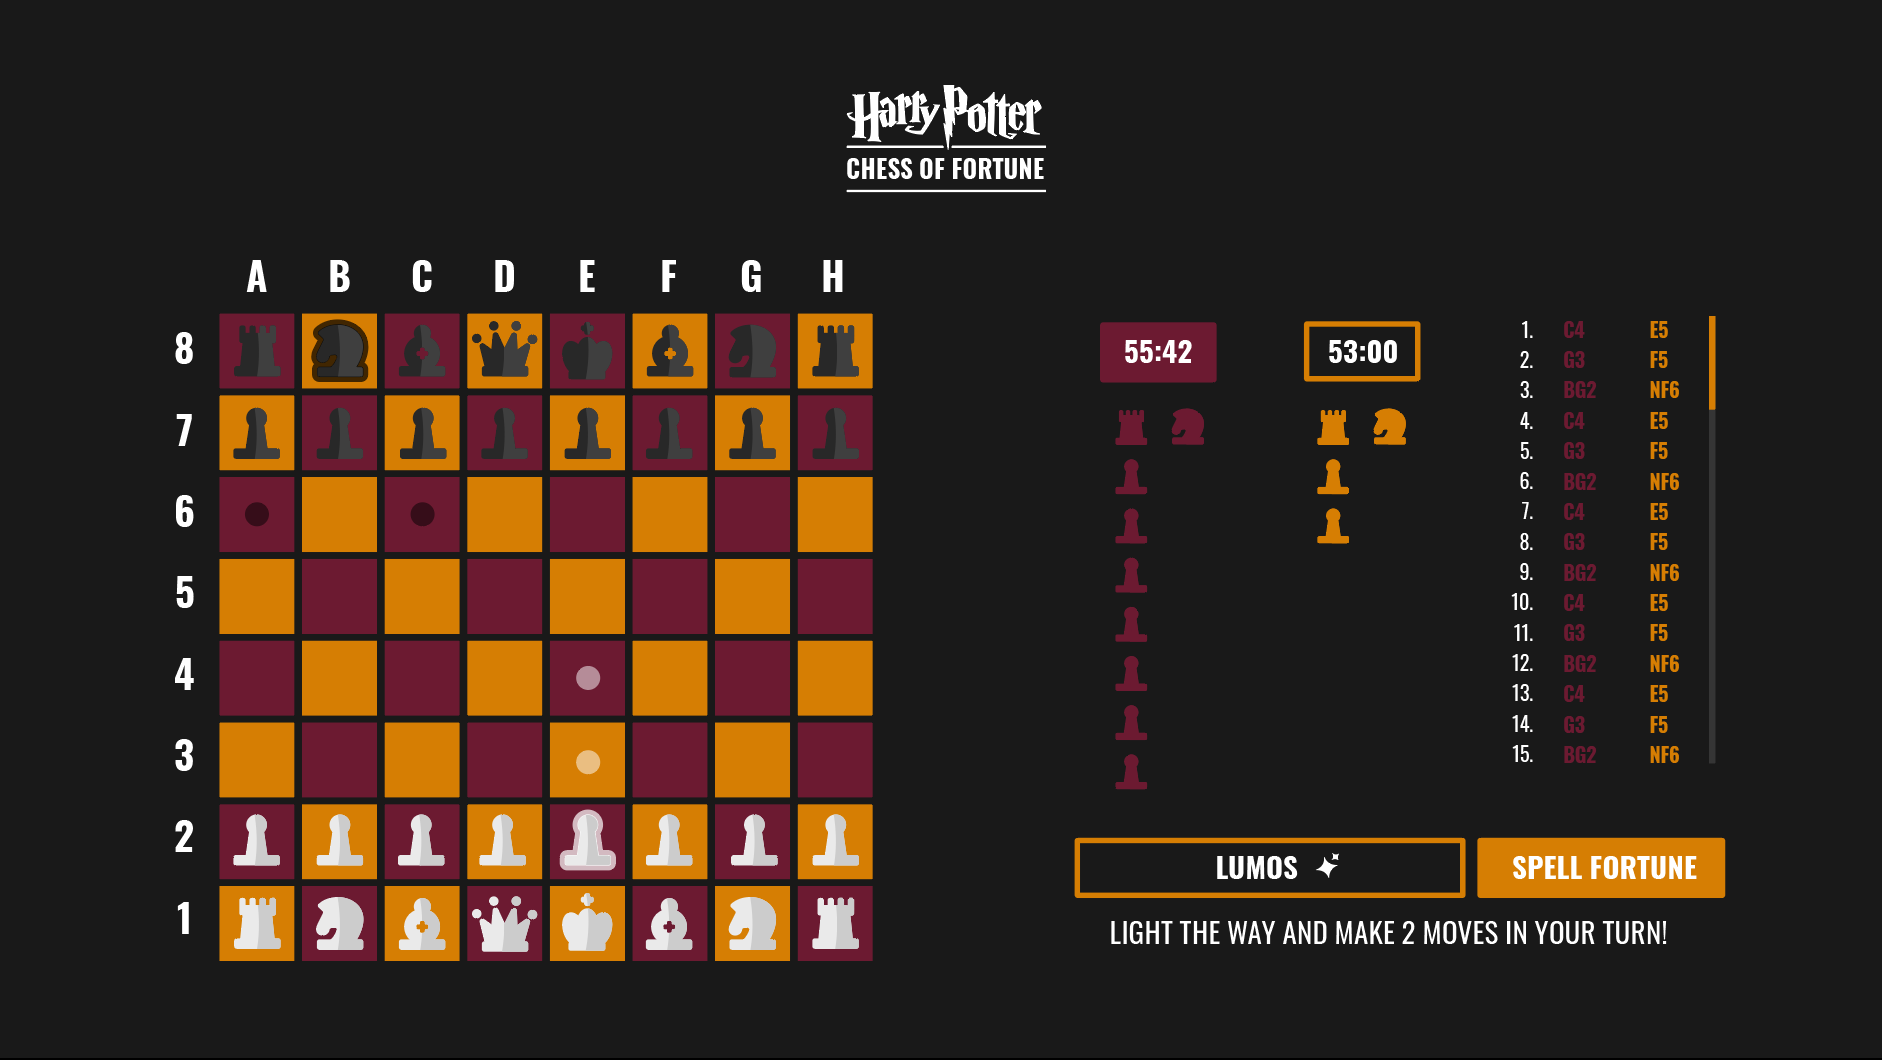 Harry Potter
CHESS OF FORTUNE
A B C D E F G H
8
7
6
5
4
3
2
1
55:42 53:00
1. C4 E5
2. G3 F5
3. BG2 NF6
4. C4 E5
5. G3 F5
6. BG2 NF6
7. C4 E5
8. G3 F5
9. BG2 NF6
10. C4 E5
11. G3 F5
12. BG2 NF6
13. C4 E5
14. G3 F5
15. BG2 NF6
LUMOS SPELL FORTUNE
LIGHT THE WAY AND MAKE 2 MOVES IN YOUR TURN!